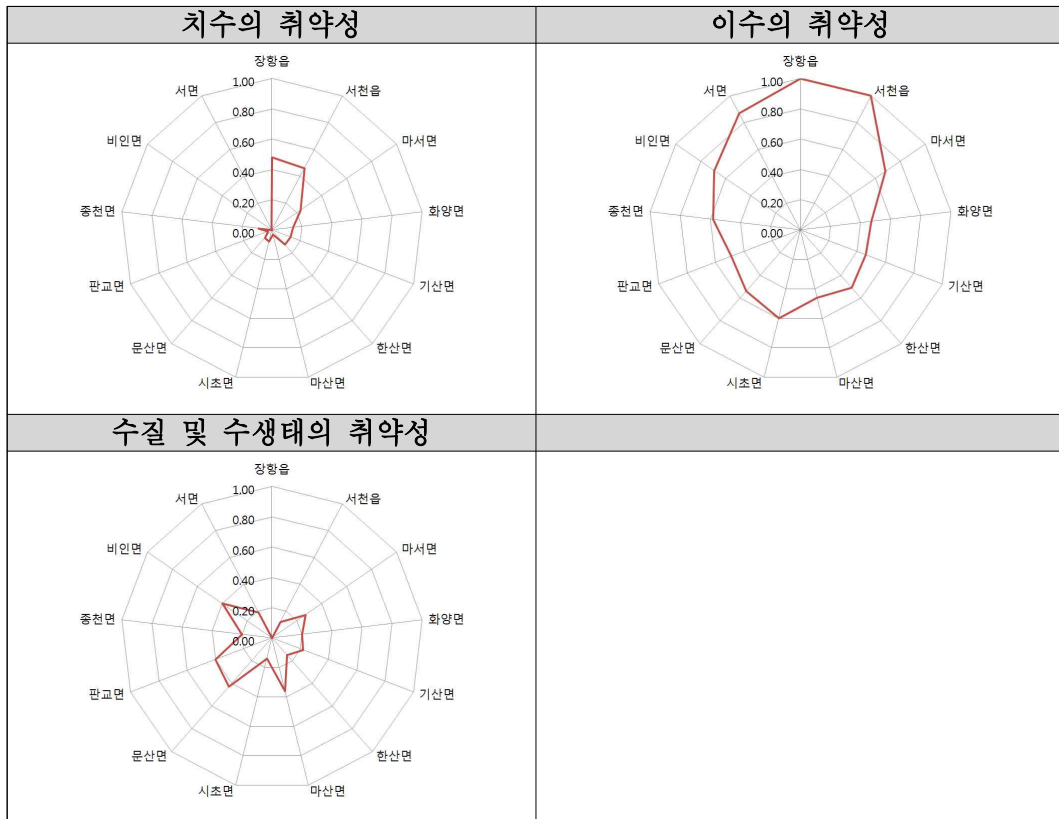 치수의 취약성
이수의 취약성
장항읍
서천읍
마서면
화양면
기산면
한산면
마산면
시초면
문산면
판교면
종천면
비인면
서면
1.00
0.80
0.60
0.40
0.20
0.00
장항읍
서천읍
마서면
화양면
기산면
한산면
마산면
시초면
문산면
판교면
종천면
비인면
서면
1.00
0.80
0.60
0.40
0.20
0.00
수질 및 수생태의 취약성
장항읍
서천읍
마서면
화양면
기산면
한산면
마산면
시초면
문산면
판교면
종천면
비인면
서면
1.00
0.80
0.60
0.40
0.20
0.00